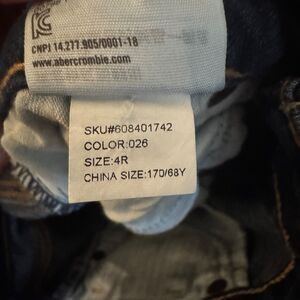 CNPJ 14.277.905/0001-18
www.abercrombie.com
SKU#608401742
COLOR:026
SIZE:4R
CHINA SIZE:170/68Y